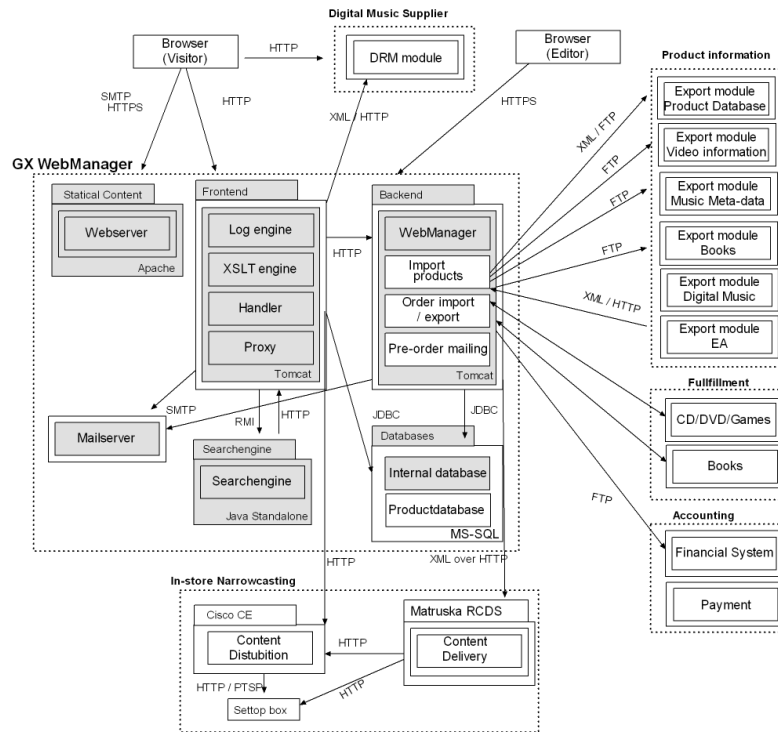 Digital Music Supplier
Browser
(Visitor)
HTTP
DRM module
Browser
(Editor)
Product information
SMTP
HTTPS
HTTP
XML / HTTP
HTTPS
XML / FTP
Export module
Product Database
FTP
Export module
Video information
FTP
Export module
Music Meta-data
FTP
Export module
Books
XML / HTTP
Export module
Digital Music
Export module
EA
GX WebManager
Statical Content
Webserver
Apache
Frontend
Log engine
XSLT engine
Handler
Proxy
Tomcat
HTTP
Backend
WebManager
Import
products
Order import
/ export
Pre-order mailing
Tomcat
SMTP
Mailserver
RMI
HTTP
JDBC
JDBC
Searchengine
Searchengine
Java Standalone
Databases
Internal database
Productdatabase
MS-SQL
Fullfillment
CD/DVD/Games
Books
FTP
Accounting
Financial System
Payment
HTTP
XML over HTTP
In-store Narrowcasting
Cisco CE
Content
Distubition
HTTP
Matruska RCDS
Content
Delivery
HTTP / PTSP
HTTP
Settop box